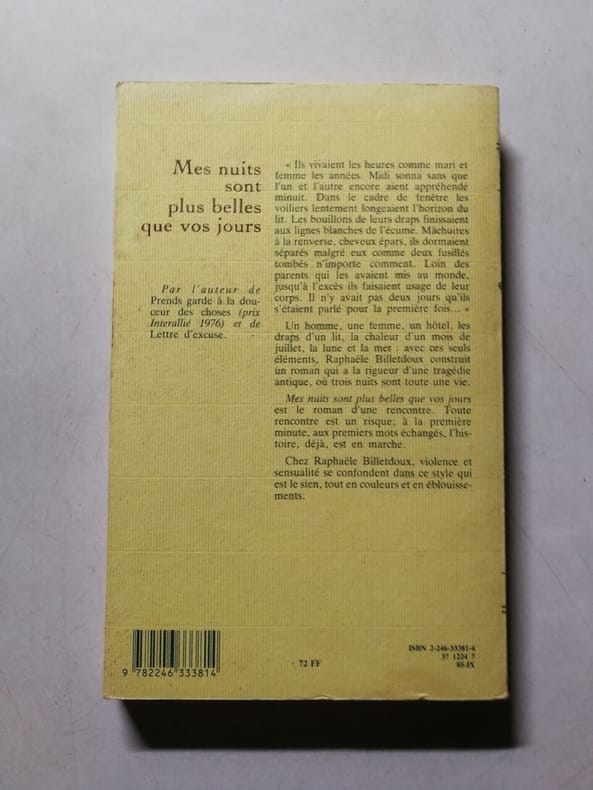 Mes nuits
sont
plus belles
que vos jours
Par l'auteur de
Prends garde à la dou-
ceur des choses (prix
Interallié 1976) et de
Lettre d'excuse.
« Ils vivaient les heures comme mari et
femme les années. Midi sonna sans que
l'un et l'autre encore aient appréhendé
minuit. Dans le cadre de fenêtre les
voiliers lentement longeaient l'horizon du
lit. Les bouillons de leurs draps finissaient
aux lignes blanches de l'écume. Mâchoires
à la renverse, cheveux épars, ils dormaient
séparés malgré eux comme deux fusillés
tombés n'importe comment. Loin des
parents qui les avaient mis au monde,
jusqu'à l'excès ils faisaient usage de leur
corps. Il n'y avait pas deux jours qu'ils
s'étaient parlé pour la première fois... »
Un homme, une femme, un hôtel, les
draps d'un lit, la chaleur d'un mois de
juillet, la lune et la mer : avec ces seuls
éléments, Raphaële Billetdoux construit
un roman qui a la rigueur d'une tragédie
antique, où trois nuits sont toute une vie.
Mes nuits sont plus belles que vos jours
est le roman d'une rencontre. Toute
rencontre est un risque; à la première
minute, aux premiers mots échangés, l'his-
toire, déjà, est en marche.
Chez Raphaële Billetdoux, violence et
sensualité se confondent dans ce style qui
est le sien, tout en couleurs et en éblouisse-
ments.
9 782246 333814
72 FF
ISBN 2-246-33381-4
37 1224 7
85-IX